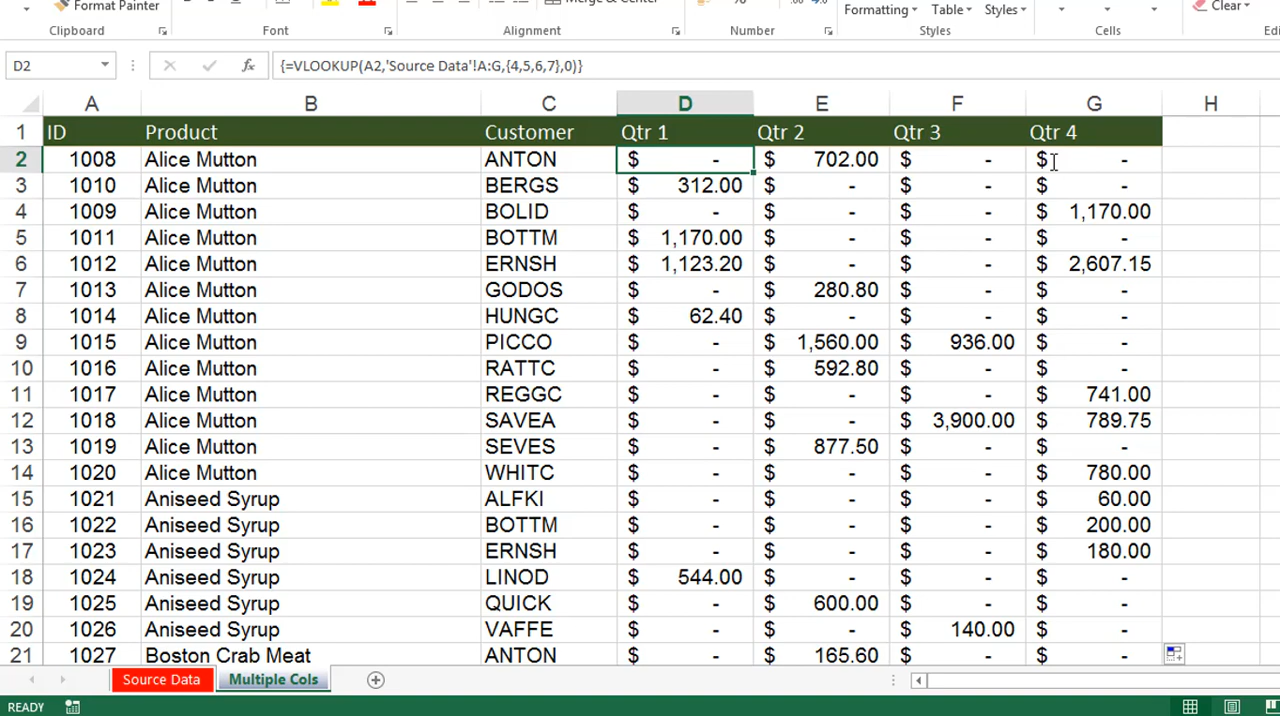 Format Painter
Merge & Center
%
Formatting Table Styles
Clear
Clipboard Font Alignment Number Styles Cells
D2 fx {=VLOOKUP(A2,'Source Data'!A:G,{4,5,6,7},0)}
A B C D E F G H
1 ID Product Customer Qtr 1 Qtr 2 Qtr 3 Qtr 4
2 1008 Alice Mutton ANTON $ - $ 702.00 $ - $ -
3 1010 Alice Mutton BERGS $ 312.00 $ - $ - $ -
4 1009 Alice Mutton BOLID $ - $ - $ - $ 1,170.00
5 1011 Alice Mutton BOTTM $ 1,170.00 $ - $ - $ -
6 1012 Alice Mutton ERNSH $ 1,123.20 $ - $ - $ 2,607.15
7 1013 Alice Mutton GODOS $ - $ 280.80 $ - $ -
8 1014 Alice Mutton HUNGC $ 62.40 $ - $ - $ -
9 1015 Alice Mutton PICCO $ - $ 1,560.00 $ 936.00 $ -
10 1016 Alice Mutton RATTC $ - $ 592.80 $ - $ -
11 1017 Alice Mutton REGGC $ - $ - $ - $ 741.00
12 1018 Alice Mutton SAVEA $ - $ - $ 3,900.00 $ 789.75
13 1019 Alice Mutton SEVES $ - $ 877.50 $ - $ -
14 1020 Alice Mutton WHITC $ - $ - $ - $ 780.00
15 1021 Aniseed Syrup ALFKI $ - $ - $ - $ 60.00
16 1022 Aniseed Syrup BOTTM $ - $ - $ - $ 200.00
17 1023 Aniseed Syrup ERNSH $ - $ - $ - $ 180.00
18 1024 Aniseed Syrup LINOD $ 544.00 $ - $ - $ -
19 1025 Aniseed Syrup QUICK $ - $ 600.00 $ - $ -
20 1026 Aniseed Syrup VAFFE $ - $ - $ 140.00 $ -
21 1027 Boston Crab Meat ANTON $ - $ 165.60 $ - $ -
Source Data Multiple Cols
READY